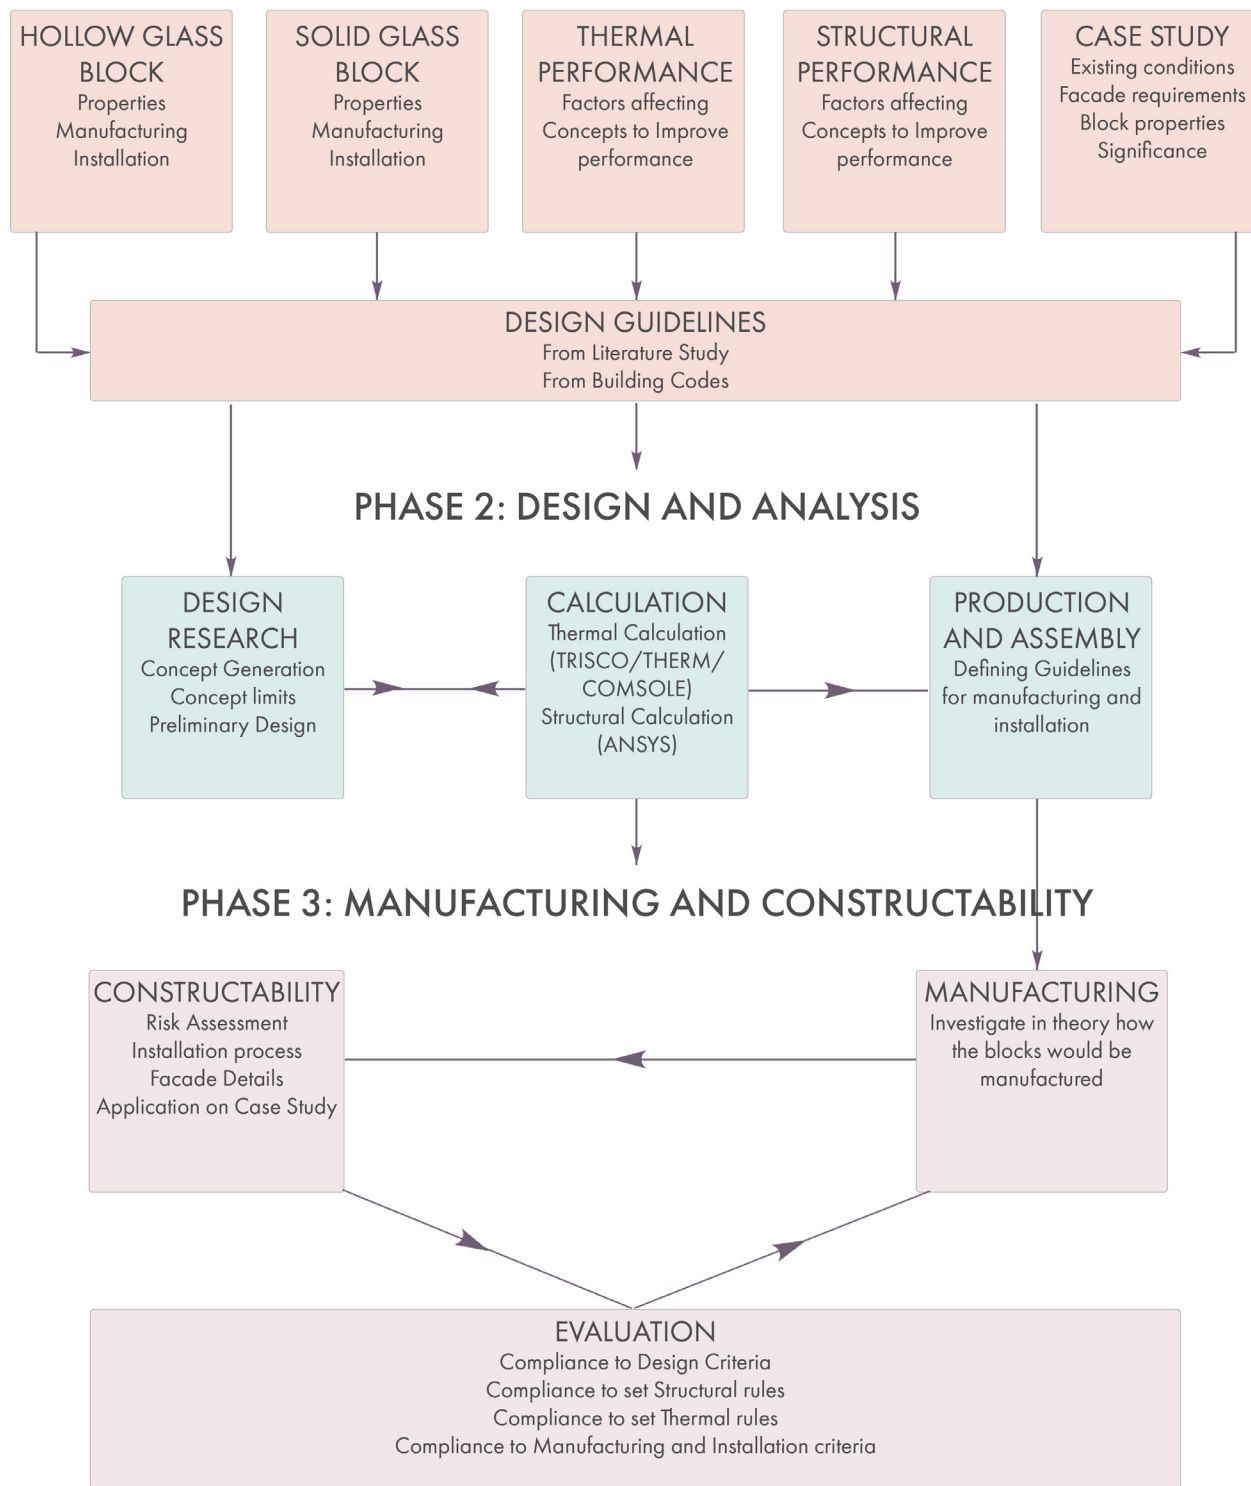 HOLLOW GLASS
BLOCK
Properties
Manufacturing
Installation
SOLID GLASS
BLOCK
Properties
Manufacturing
Installation
THERMAL
PERFORMANCE
Factors affecting
Concepts to Improve
performance
STRUCTURAL
PERFORMANCE
Factors affecting
Concepts to Improve
performance
CASE STUDY
Existing conditions
Facade requirements
Block properties
Significance
DESIGN GUIDELINES
From Literature Study
From Building Codes
PHASE 2: DESIGN AND ANALYSIS
DESIGN
RESEARCH
Concept Generation
Concept limits
Preliminary Design
CALCULATION
Thermal Calculation
(TRISCO/THERM/
COMSOLE)
Structural Calculation
(ANSYS)
PRODUCTION
AND ASSEMBLY
Defining Guidelines
for manufacturing and
installation
PHASE 3: MANUFACTURING AND CONSTRUCTABILITY
CONSTRUCTABILITY
Risk Assessment
Installation process
Facade Details
Application on Case Study
MANUFACTURING
Investigate in theory how
the blocks would be
manufactured
EVALUATION
Compliance to Design Criteria
Compliance to set Structural rules
Compliance to set Thermal rules
Compliance to Manufacturing and Installation criteria